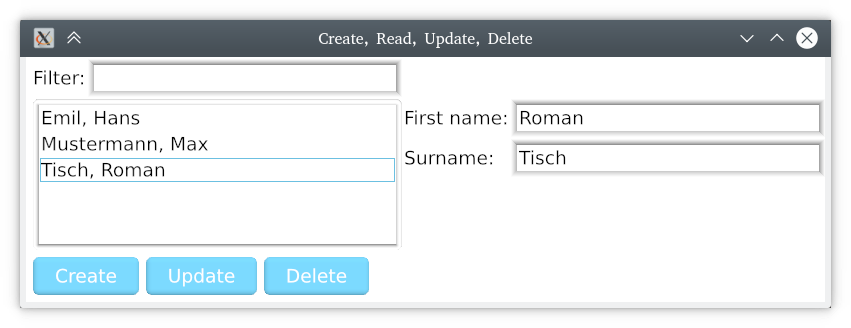 Create, Read, Update, Delete
Filter:
Emil, Hans
Mustermann, Max
Tisch, Roman
First name: Roman
Surname: Tisch
Create Update Delete